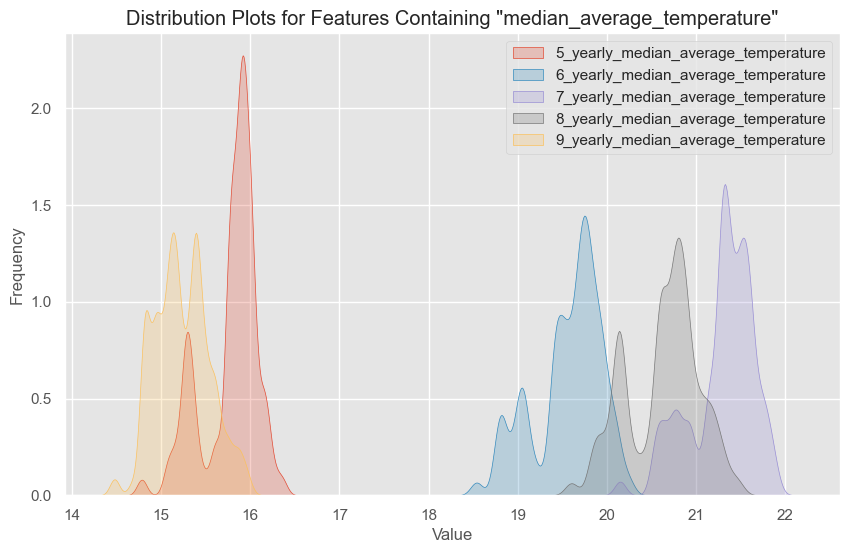 Distribution Plots for Features Containing "median_average_temperature"
5_yearly_median_average_temperature
6_yearly_median_average_temperature
7_yearly_median_average_temperature
8_yearly_median_average_temperature
9_yearly_median_average_temperature
Frequency
2.0
1.5
1.0
0.5
0.0
14 15 16 17 18 19 20 21 22
Value